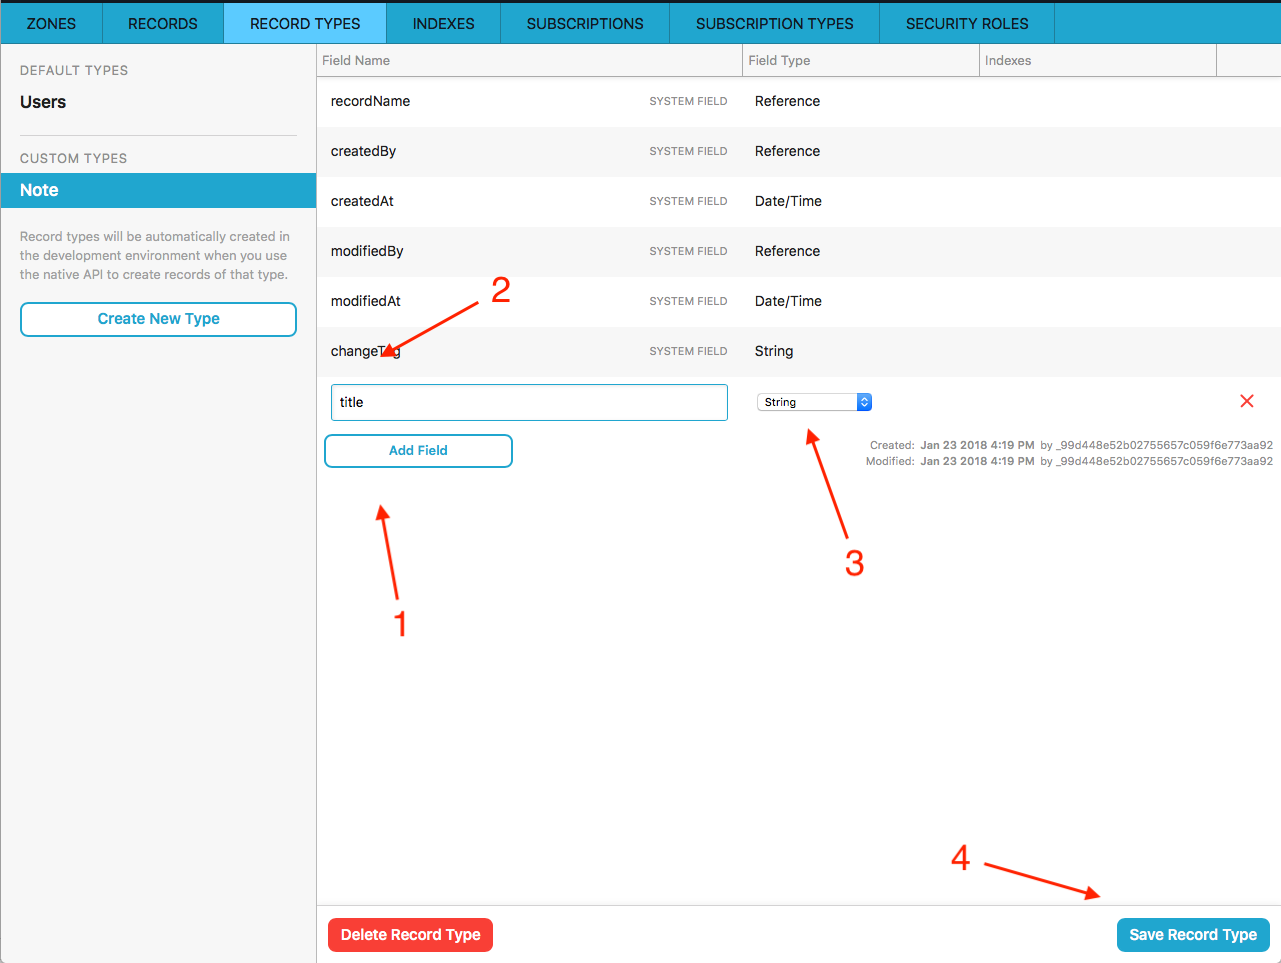 ZONES RECORDS RECORD TYPES INDEXES SUBSCRIPTIONS SUBSCRIPTION TYPES SECURITY ROLES
DEFAULT TYPES
Users
CUSTOM TYPES
Note
Record types will be automatically created in
the development environment when you use
the native API to create records of that type.
Create New Type
Field Name Field Type Indexes
recordName SYSTEM FIELD Reference
createdBy SYSTEM FIELD Reference
createdAt SYSTEM FIELD Date/Time
modifiedBy SYSTEM FIELD Reference
2
modifiedAt SYSTEM FIELD Date/Time
changeTag SYSTEM FIELD String
title String
Add Field
Created: Jan 23 2018 4:19 PM by _99d448e52b02755657c059f6e773aa92
Modified: Jan 23 2018 4:19 PM by _99d448e52b02755657c059f6e773aa92
3
1
4
Delete Record Type Save Record Type